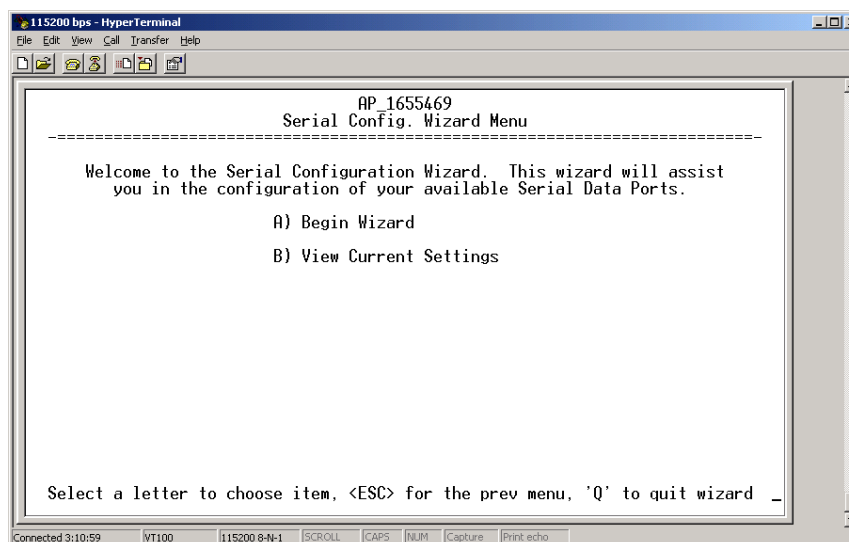 115200 bps - HyperTerminal
File Edit View Call Transfer Help
AP_1655469
Serial Config. Wizard Menu
-==========================================================================-
Welcome to the Serial Configuration Wizard. This wizard will assist
you in the configuration of your available Serial Data Ports.
A) Begin Wizard
B) View Current Settings
Select a letter to choose item, <ESC> for the prev menu, 'Q' to quit wizard _
Connected 3:10:59 VT100 115200 8-N-1 SCROLL CAPS NUM Capture Print echo